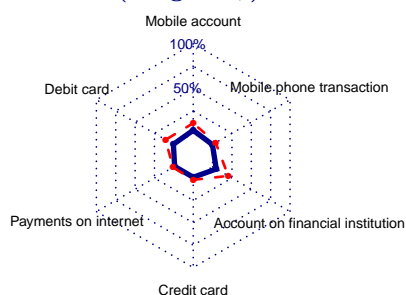 Mobile account
100%
50%
Debit card
Mobile phone transaction
Payments on internet
Account on financial institution
Credit card